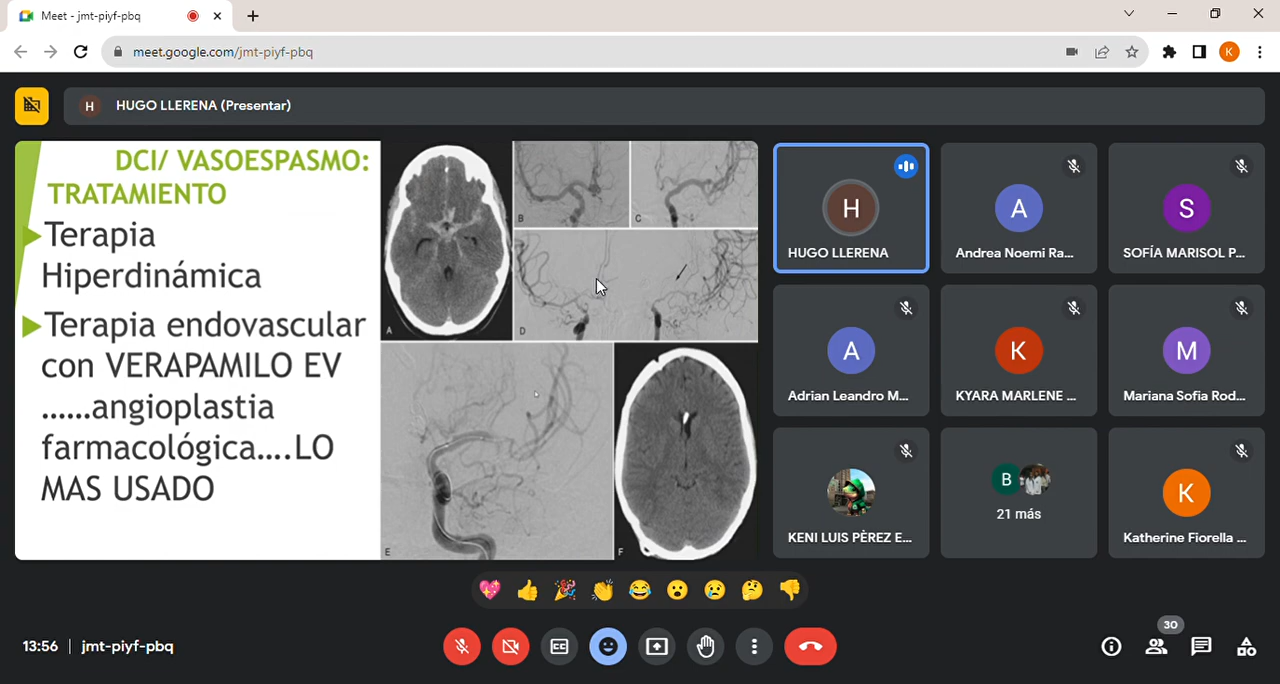 Meet - jmt-piyf-pbq
meet.google.com/jmt-piyf-pbq
K
H
HUGO LLERENA (Presentar)
DCI/ VASOESPASMO:
TRATAMIENTO
Terapia
Hiperdinámica
Terapia endovascular
con VERAPAMILO EV
......angioplastia
farmacológica....LO
MAS USADO
A
B
C
D
E
F
H
HUGO LLERENA
A
Andrea Noemi Ra...
S
SOFÍA MARISOL P...
A
Adrian Leandro M...
K
KYARA MARLENE ...
M
Mariana Sofia Rod...
KENI LUIS PÈREZ E...
B
21 más
K
Katherine Fiorella ...
13:56
jmt-piyf-pbq
CC
30